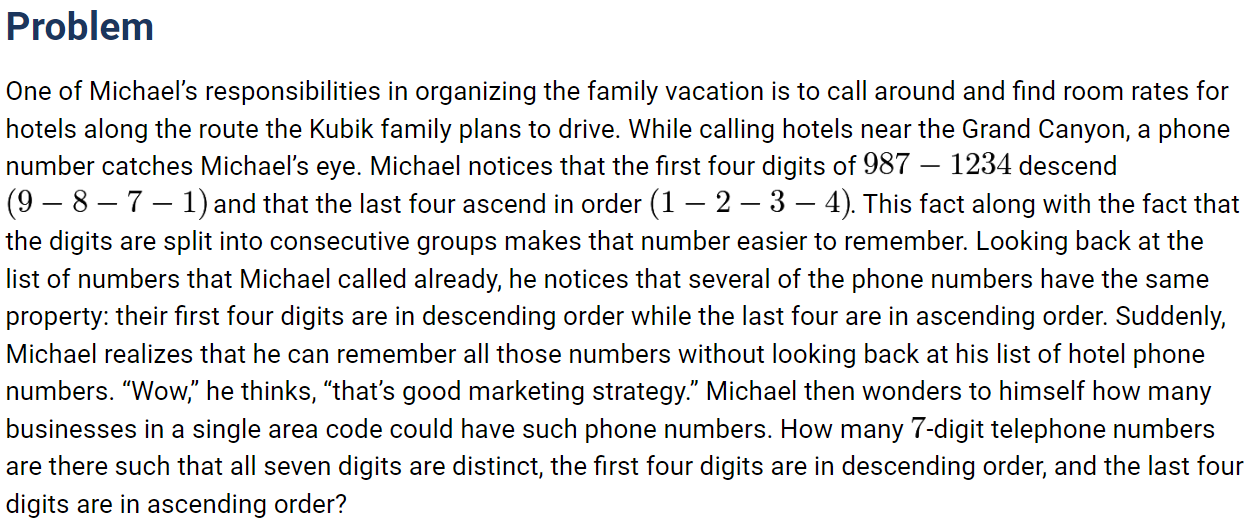 Problem
One of Michael’s responsibilities in organizing the family vacation is to call around and find room rates for
hotels along the route the Kubik family plans to drive. While calling hotels near the Grand Canyon, a phone
number catches Michael’s eye. Michael notices that the first four digits of 987 − 1234 descend
(9 − 8 − 7 − 1) and that the last four ascend in order (1 − 2 − 3 − 4). This fact along with the fact that
the digits are split into consecutive groups makes that number easier to remember. Looking back at the
list of numbers that Michael called already, he notices that several of the phone numbers have the same
property: their first four digits are in descending order while the last four are in ascending order. Suddenly,
Michael realizes that he can remember all those numbers without looking back at his list of hotel phone
numbers. “Wow,” he thinks, “that’s good marketing strategy.” Michael then wonders to himself how many
businesses in a single area code could have such phone numbers. How many 7-digit telephone numbers
are there such that all seven digits are distinct, the first four digits are in descending order, and the last four
digits are in ascending order?